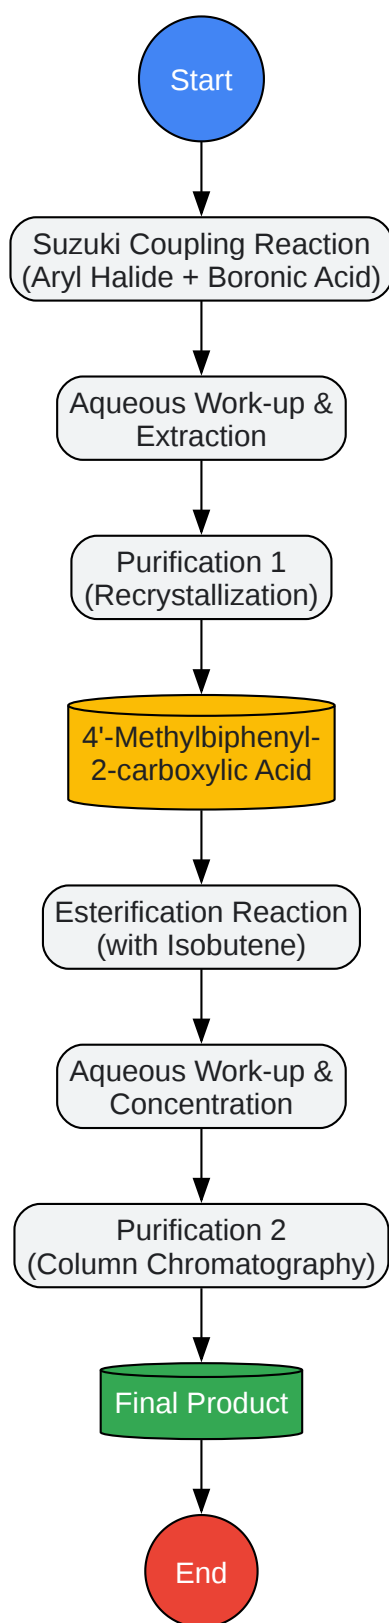 Start
Suzuki Coupling Reaction
(Aryl Halide + Boronic Acid)
Aqueous Work-up &
Extraction
Purification 1
(Recrystallization)
4'-Methylbiphenyl-
2-carboxylic Acid
Esterification Reaction
(with Isobutene)
Aqueous Work-up &
Concentration
Purification 2
(Column Chromatography)
Final Product
End